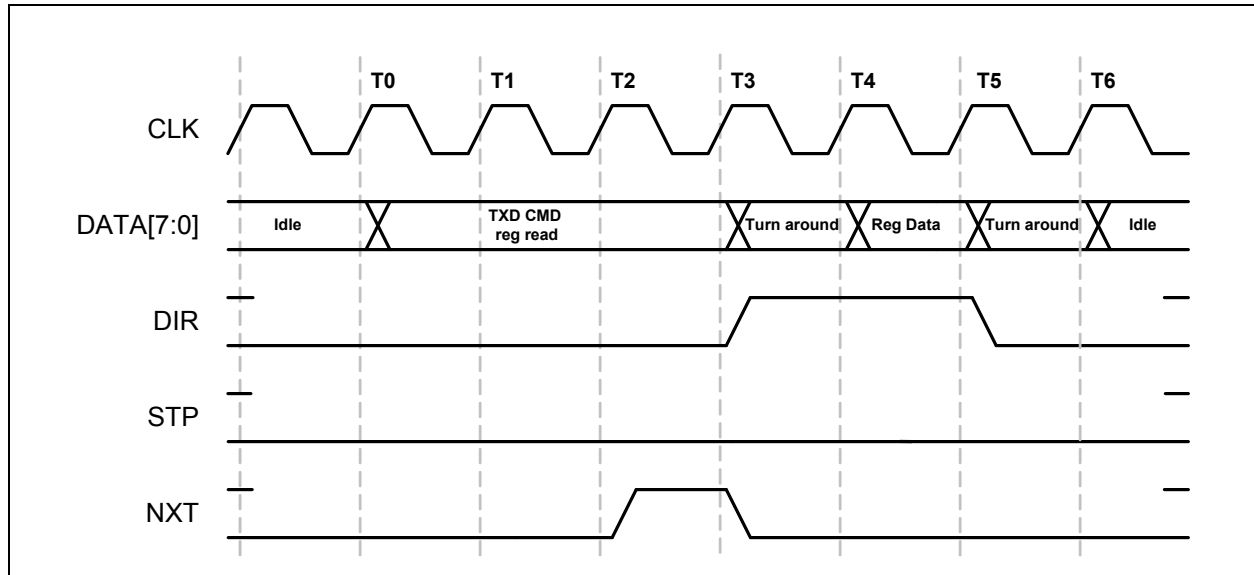 T0 T1 T2 T3 T4 T5 T6
CLK
DATA[7:0]
Idle
TXD CMD
reg read
Turn around
Reg Data
Turn around
Idle
DIR
STP
NXT